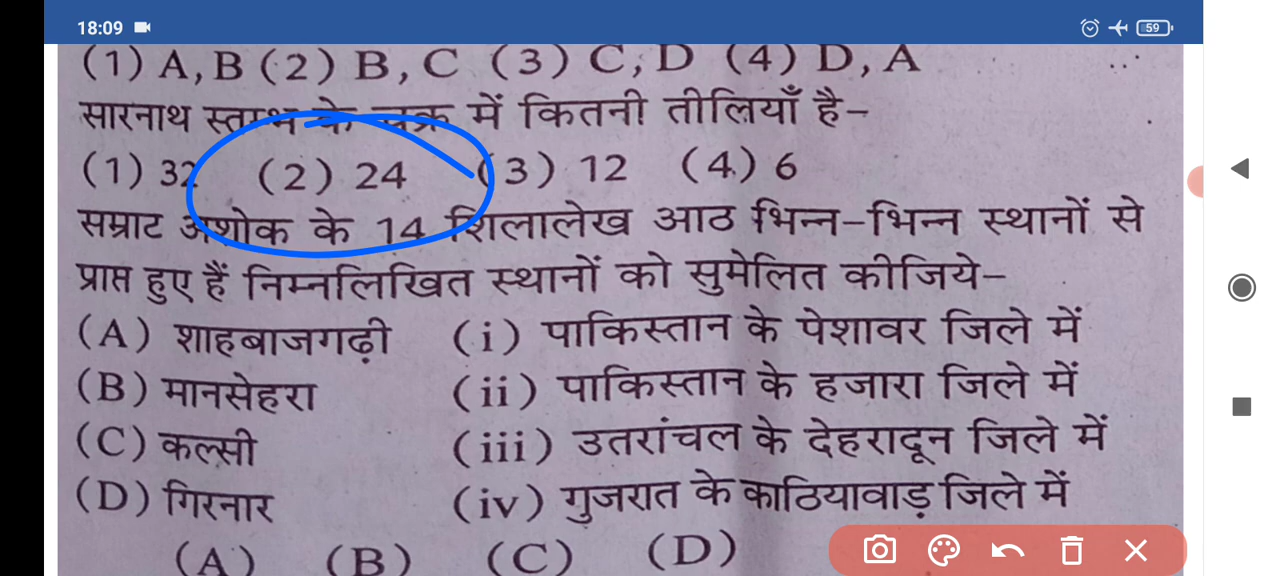 18:09
59
(1) A, B (2) B, C (3) C, D (4) D, A
सारनाथ स्तम्भ के चक्र में कितनी तीलियाँ है-
(1) 32 (2) 24 (3) 12 (4) 6
सम्राट अशोक के 14 शिलालेख आठ भिन्न-भिन्न स्थानों से
प्राप्त हुए हैं निम्नलिखित स्थानों को सुमेलित कीजिये-
(A) शाहबाजगढ़ी (i) पाकिस्तान के पेशावर जिले में
(B) मानसेहरा (ii) पाकिस्तान के हजारा जिले में
(C) कल्सी (iii) उतरांचल के देहरादून जिले में
(D) गिरनार (iv) गुजरात के काठियावाड़ जिले में
(A) (B) (C) (D)